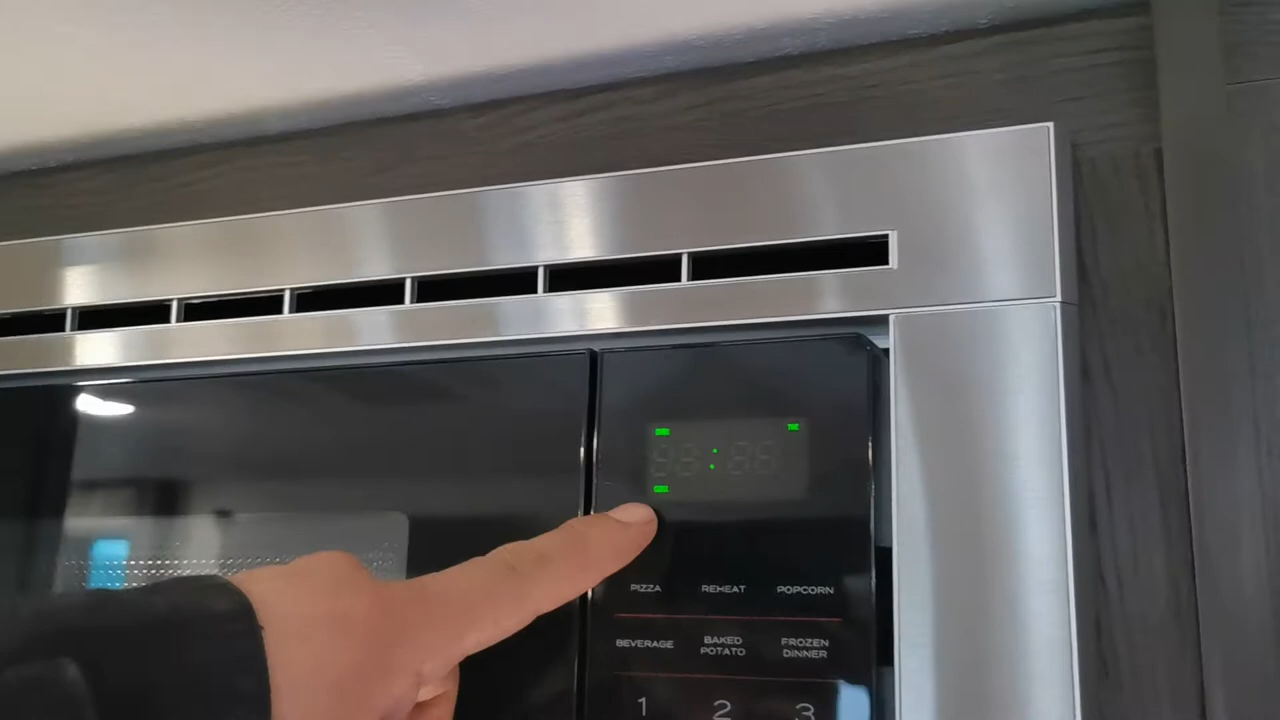 :
PIZZA REHEAT POPCORN
BEVERAGE BAKED POTATO FROZEN DINNER
1 2 3